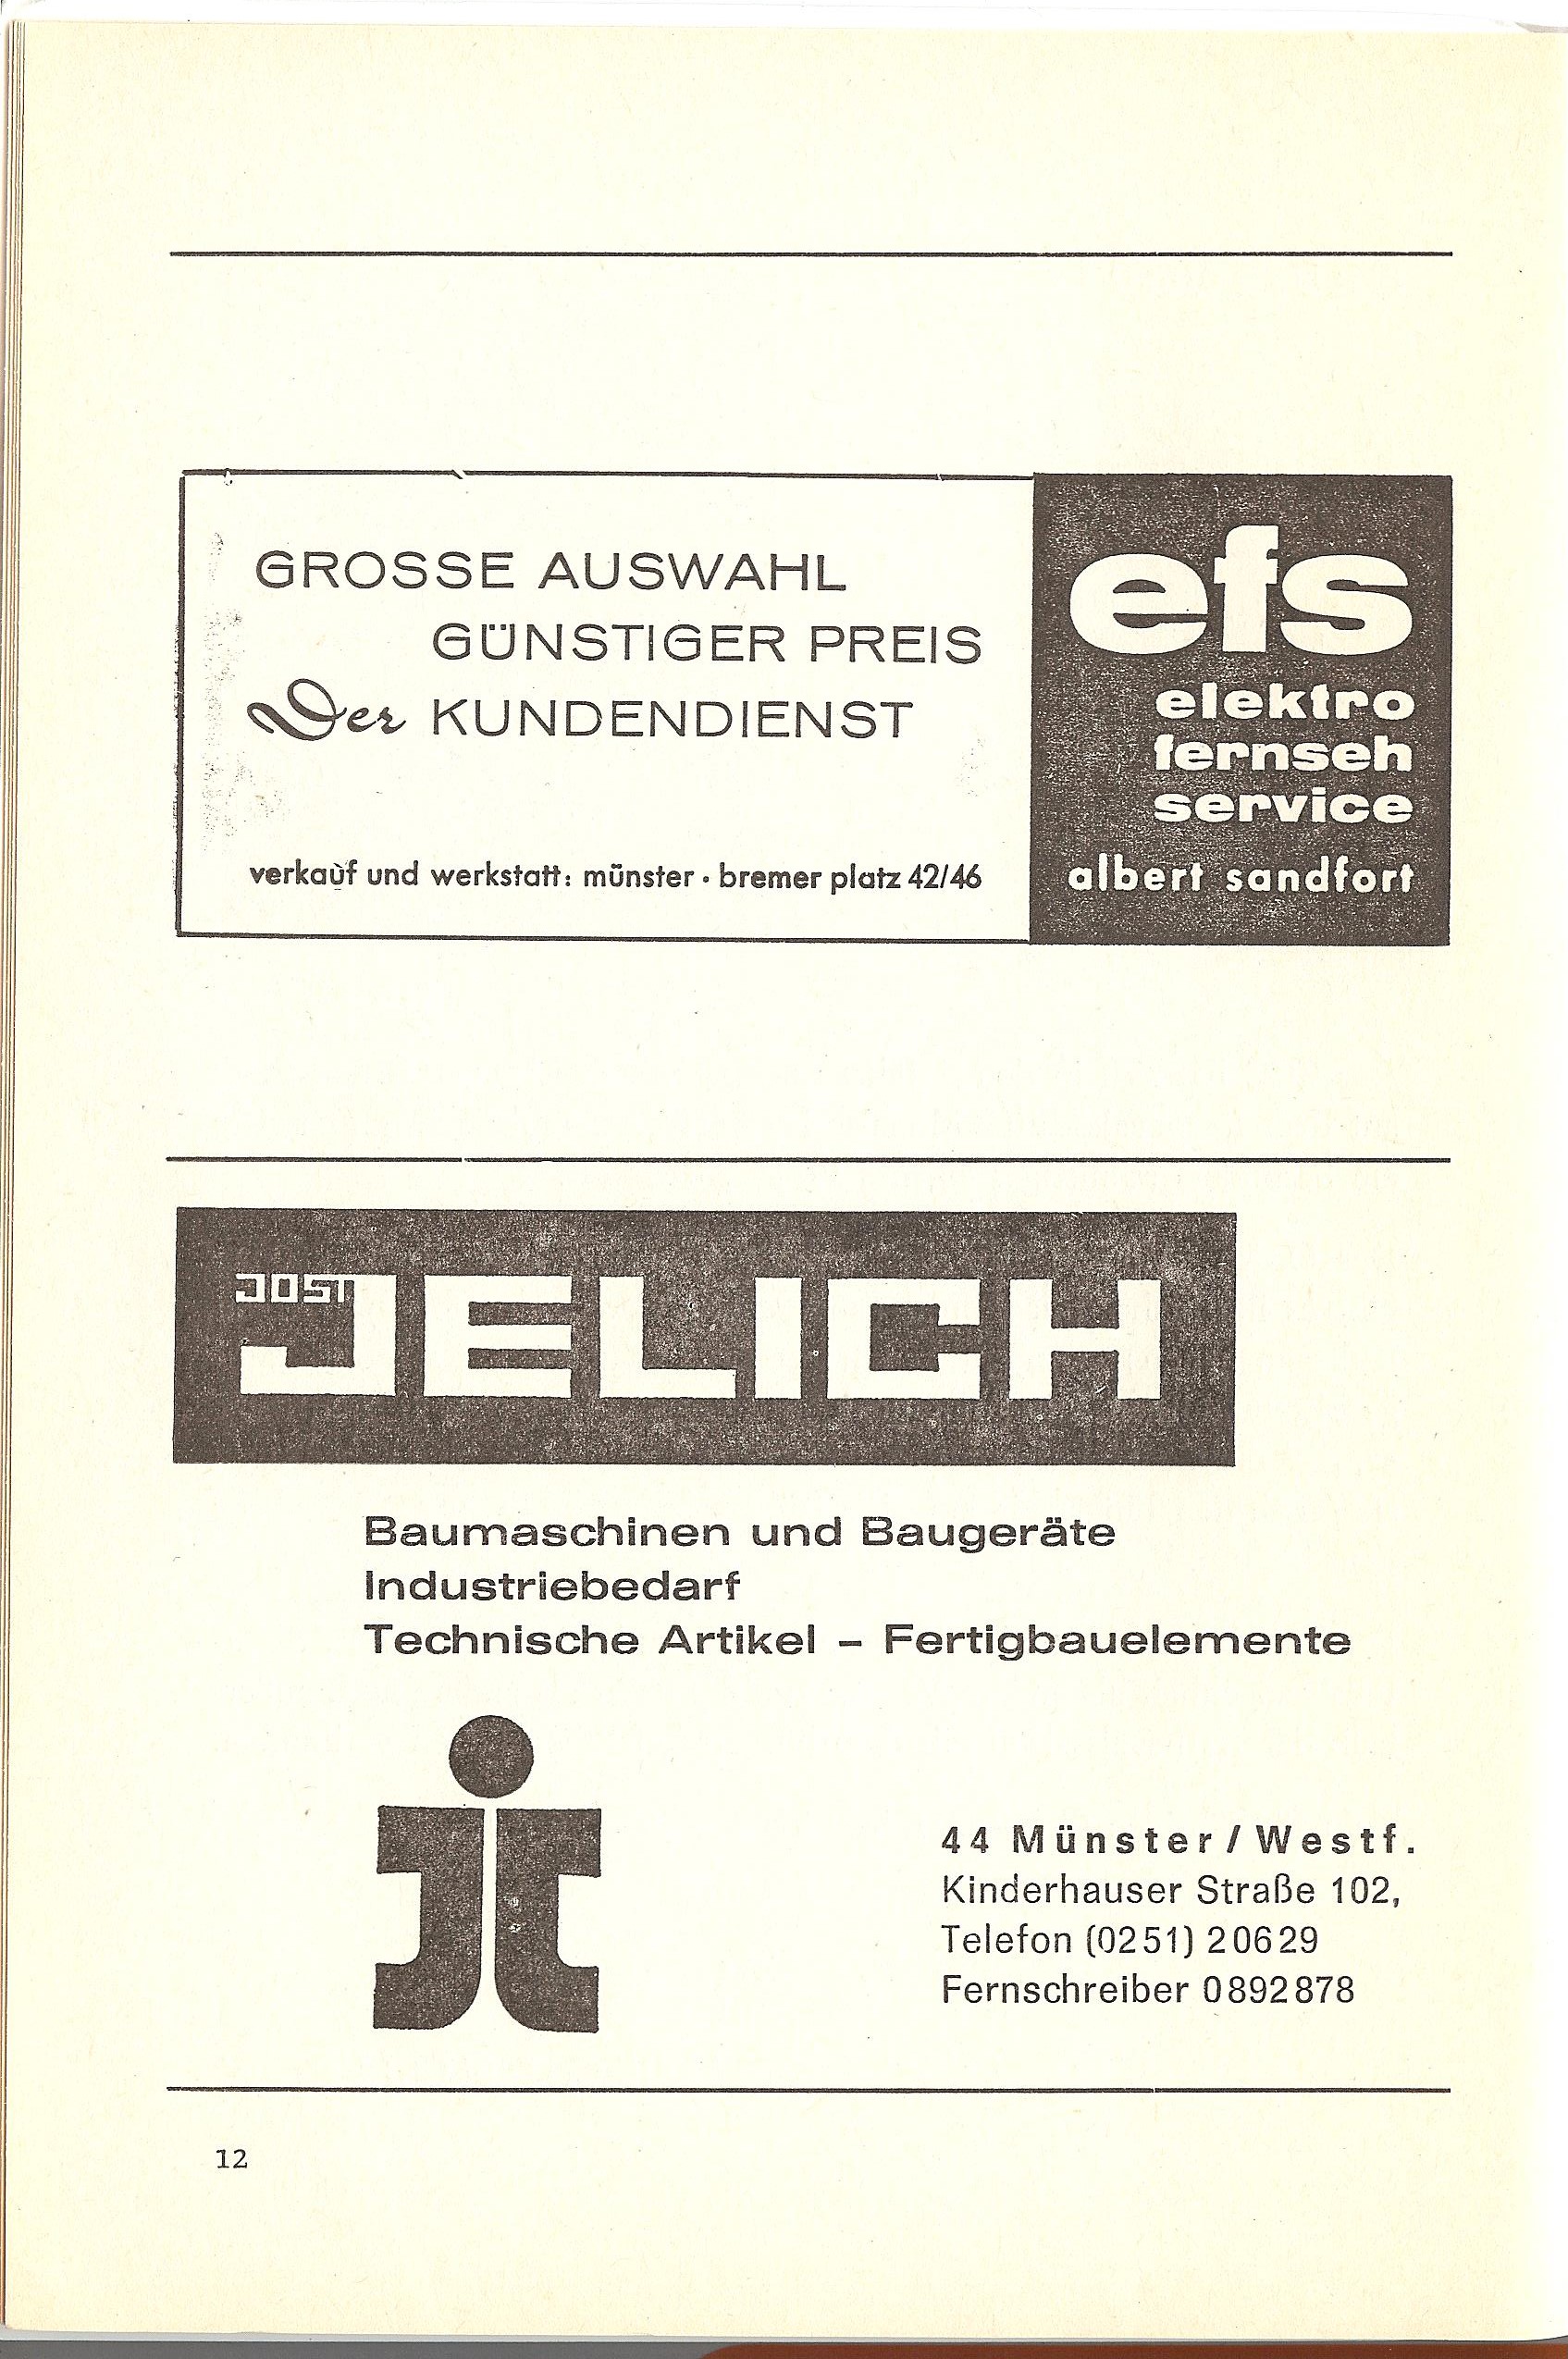 GROSSE AUSWAHL
GÜNSTIGER PREIS
Der KUNDENDIENST
verkauf und werkstatt: münster · bremer platz 42/46
efs
elektro
fernseh
service
albert sandfort
JOST
JELICH
Baumaschinen und Baugeräte
Industriebedarf
Technische Artikel – Fertigbauelemente
44 Münster/Westf.
Kinderhauser Straße 102,
Telefon (0251) 20629
Fernschreiber 0892878
12